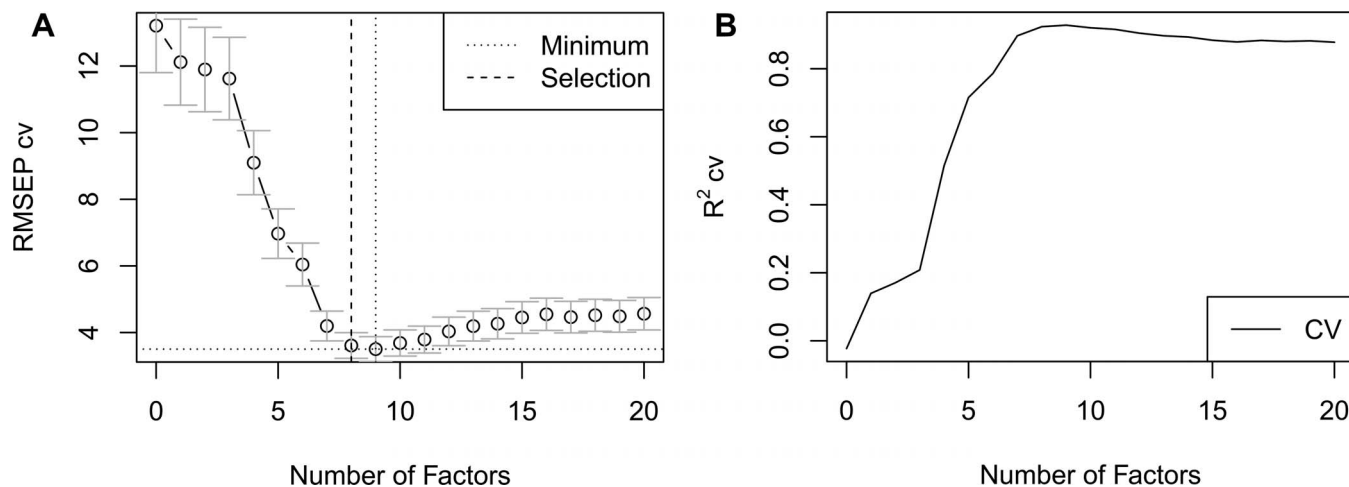 A
RMSEP cv
12
10
8
6
4
0 5 10 15 20
Number of Factors
Minimum
Selection
B
R² cv
0.8
0.6
0.4
0.2
0.0
0 5 10 15 20
Number of Factors
CV